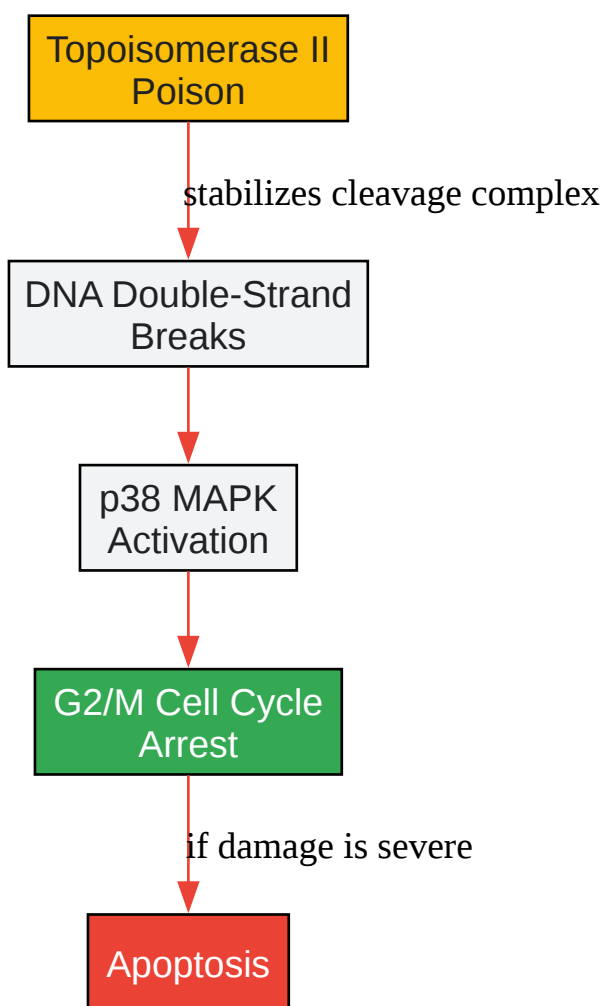 Topoisomerase II
Poison
stabilizes cleavage complex
DNA Double-Strand
Breaks
p38 MAPK
Activation
G2/M Cell Cycle
Arrest
if damage is severe
Apoptosis